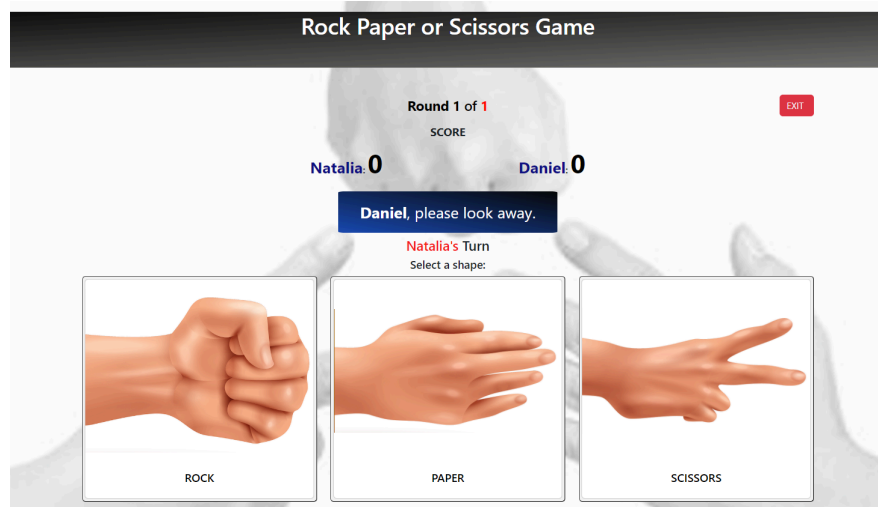 Rock Paper or Scissors Game
Round 1 of 1
EXIT
SCORE
Natalia: 0 Daniel: 0
Daniel, please look away.
Natalia's Turn
Select a shape:
ROCK PAPER SCISSORS